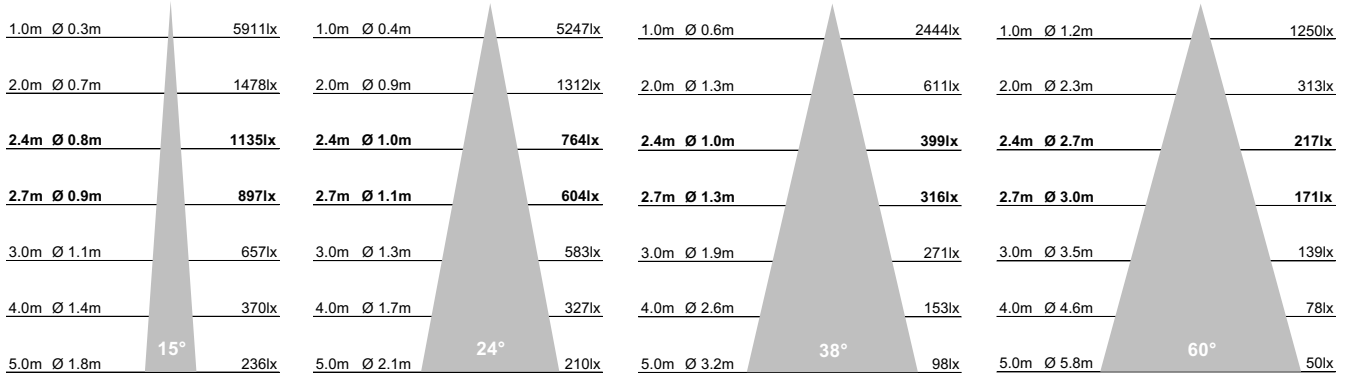 1.0m Ø 0.3m 5911lx
2.0m Ø 0.7m 1478lx
2.4m Ø 0.8m 1135lx
2.7m Ø 0.9m 897lx
3.0m Ø 1.1m 657lx
4.0m Ø 1.4m 370lx
15°
5.0m Ø 1.8m 236lx
1.0m Ø 0.4m 5247lx
2.0m Ø 0.9m 1312lx
2.4m Ø 1.0m 764lx
2.7m Ø 1.1m 604lx
3.0m Ø 1.3m 583lx
4.0m Ø 1.7m 327lx
24°
5.0m Ø 2.1m 210lx
1.0m Ø 0.6m 2444lx
2.0m Ø 1.3m 611lx
2.4m Ø 1.0m 399lx
2.7m Ø 1.3m 316lx
3.0m Ø 1.9m 271lx
4.0m Ø 2.6m 153lx
38°
5.0m Ø 3.2m 98lx
1.0m Ø 1.2m 1250lx
2.0m Ø 2.3m 313lx
2.4m Ø 2.7m 217lx
2.7m Ø 3.0m 171lx
3.0m Ø 3.5m 139lx
4.0m Ø 4.6m 78lx
60°
5.0m Ø 5.8m 50lx